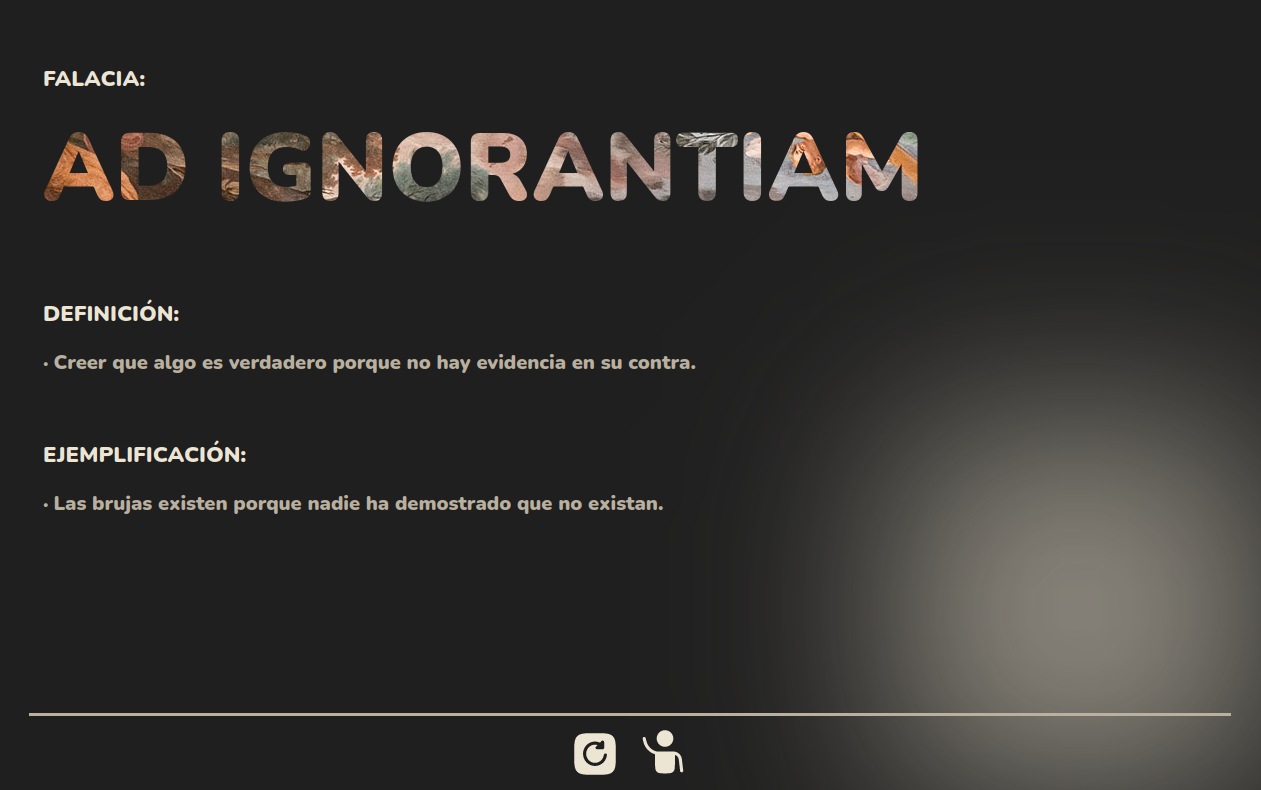 FALACIA:
AD IGNORANTIAM
DEFINICIÓN:
· Creer que algo es verdadero porque no hay evidencia en su contra.
EJEMPLIFICACIÓN:
· Las brujas existen porque nadie ha demostrado que no existan.